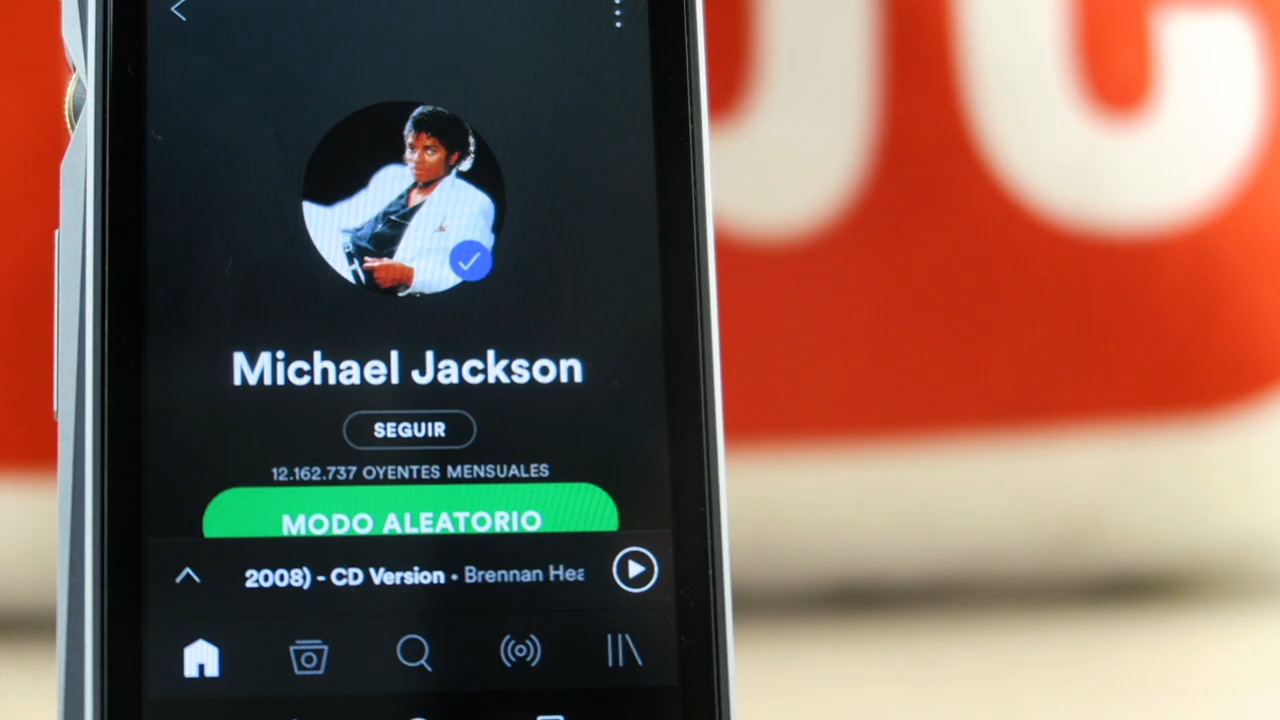 Michael Jackson
SEGUIR
12.162.737 OYENTES MENSUALES
MODO ALEATORIO
2008) - CD Version • Brennan Hea